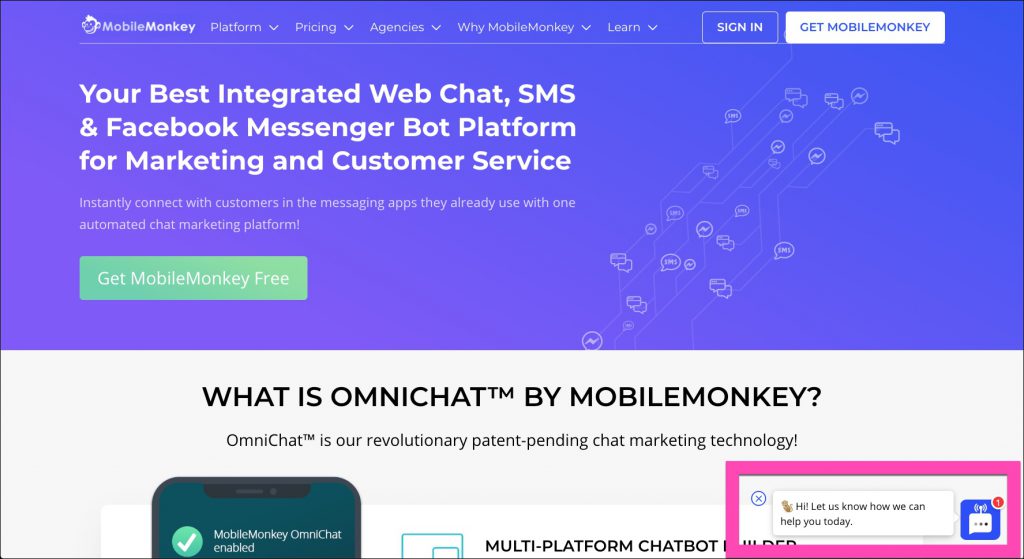 MobileMonkey Platform Pricing Agencies Why MobileMonkey Learn SIGN IN GET MOBILEMONKEY
Your Best Integrated Web Chat, SMS
& Facebook Messenger Bot Platform
for Marketing and Customer Service
Instantly connect with customers in the messaging apps they already use with one
automated chat marketing platform!
Get MobileMonkey Free
SMS
SMS
SMS
SMS
SMS
WHAT IS OMNICHAT™ BY MOBILEMONKEY?
OmniChat™ is our revolutionary patent-pending chat marketing technology!
MobileMonkey OmniChat
enabled
MULTI-PLATFORM CHATBOT
👋 Hi! Let us know how we can
help you today.
1